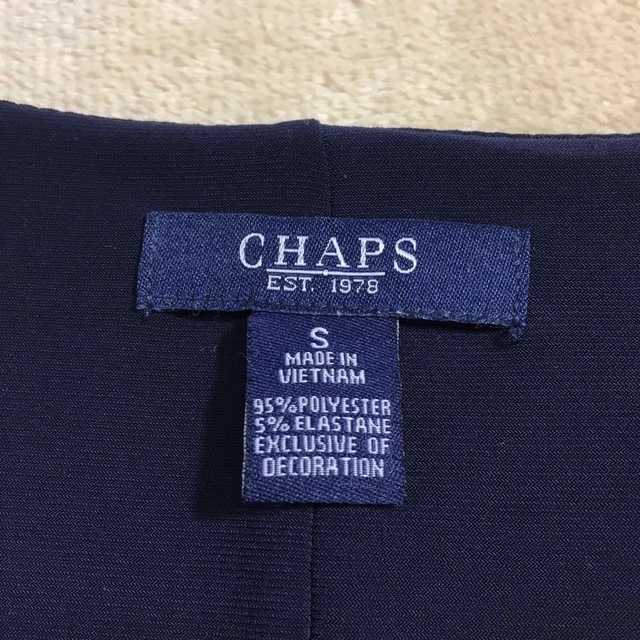 CHAPS
EST. 1978
S
MADE IN
VIETNAM
95%POLYESTER
5% ELASTANE
EXCLUSIVE OF
DECORATION